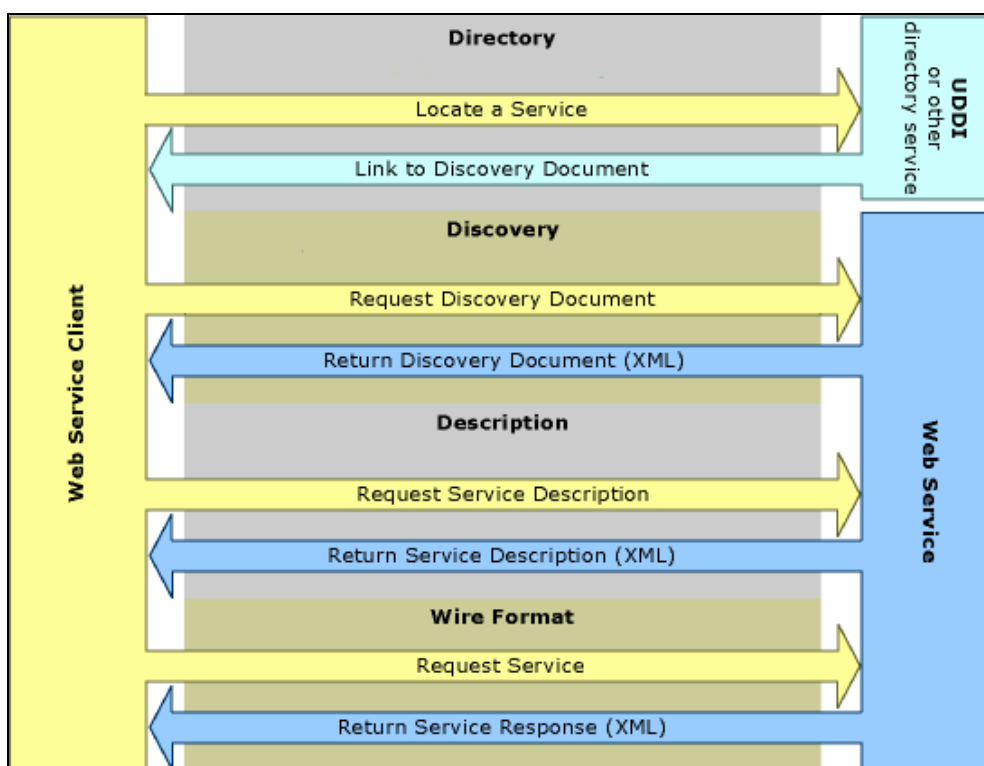 Directory
Locate a Service
Link to Discovery Document
UDDI
or other
directory service
Discovery
Request Discovery Document
Return Discovery Document (XML)
Web Service Client
Description
Request Service Description
Return Service Description (XML)
Web Service
Wire Format
Request Service
Return Service Response (XML)